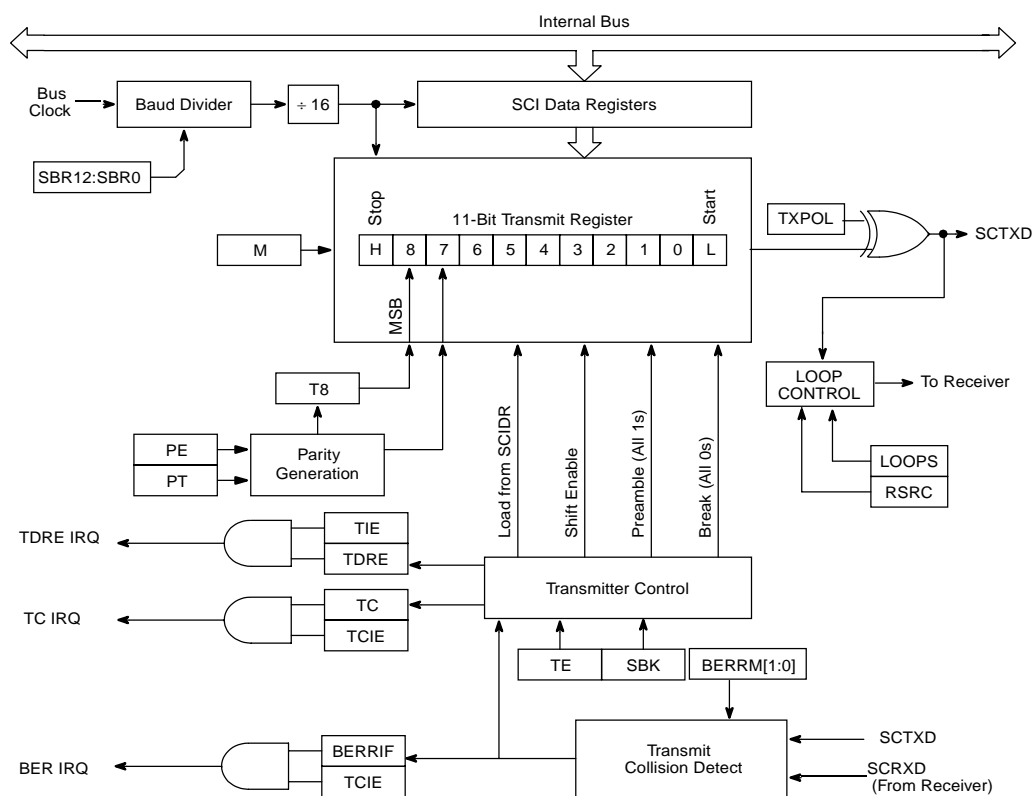 Internal Bus
Bus
Clock
Baud Divider
÷ 16
SCI Data Registers
SBR12:SBR0
Stop
11-Bit Transmit Register
Start
TXPOL
SCTXD
M
H 8 7 6 5 4 3 2 1 0 L
MSB
T8
LOOP
CONTROL
To Receiver
PE
PT
Parity
Generation
LOOPS
RSRC
Load from SCIDR
Shift Enable
Preamble (All 1s)
Break (All 0s)
TDRE IRQ
TIE
TDRE
Transmitter Control
TC IRQ
TC
TCIE
TE
SBK
BERRM[1:0]
BER IRQ
BERRIF
TCIE
Transmit
Collision Detect
SCTXD
SCRXD
(From Receiver)